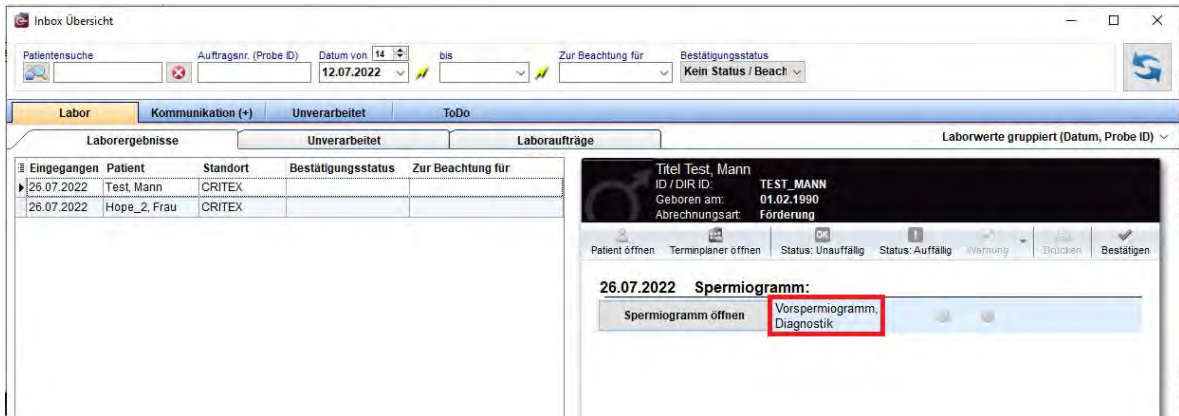 Inbox Übersicht
Patientensuche Auftragsnr. (Probe ID) Datum von 14 bis Zur Beachtung für Bestätigungsstatus
12.07.2022 Kein Status / Beach
Labor Kommunikation (+) Unverarbeitet ToDo
Laborergebnisse Unverarbeitet Laboraufträge Laborwerte gruppiert (Datum, Probe ID)
Eingegangen Patient Standort Bestätigungsstatus Zur Beachtung für
26.07.2022 Test, Mann CRITEX
26.07.2022 Hope_2, Frau CRITEX
Titel Test, Mann
ID / DIR ID: TEST_MANN
Geboren am: 01.02.1990
Abrechnungsart: Förderung
OK
Patient öffnen Terminplaner öffnen Status: Unauffällig Status: Auffällig Warnung Drucken Bestätigen
26.07.2022 Spermiogramm:
Spermiogramm öffnen
Vorspermiogramm,
Diagnostik